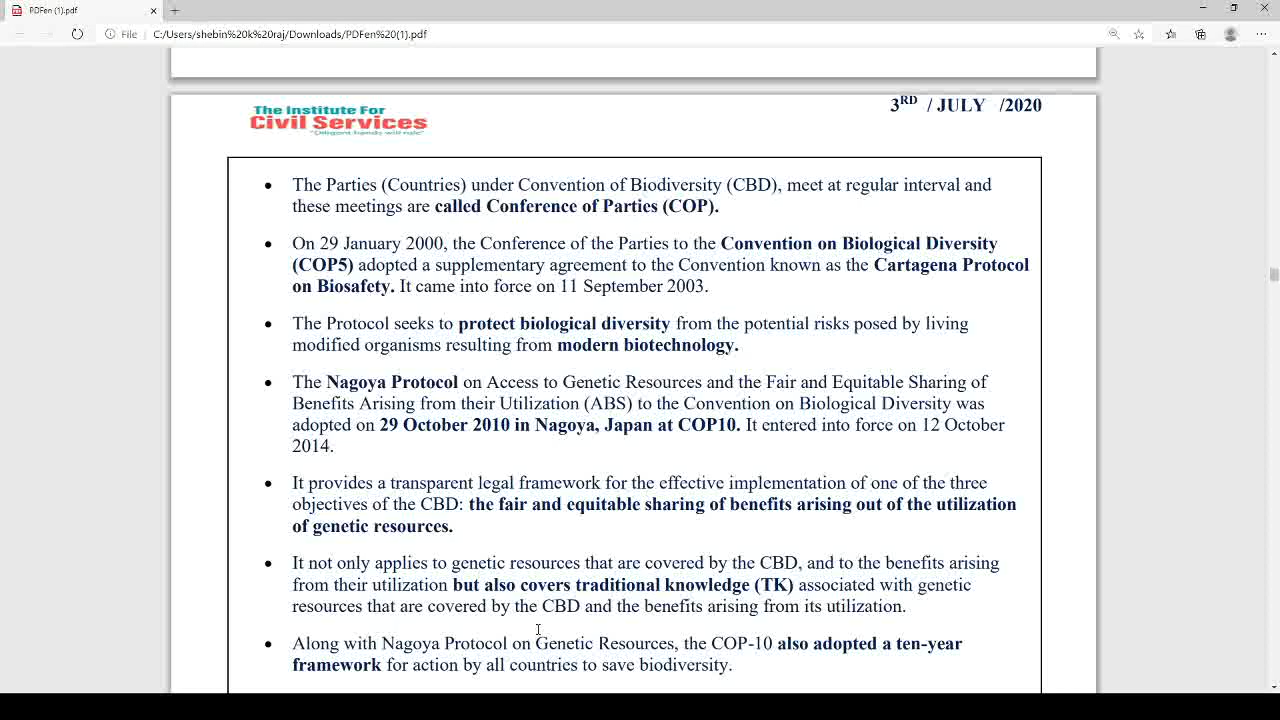 PDFen (1).pdf
File
C:/Users/shebin%20k%20raj/Downloads/PDFen%20(1).pdf
The Institute For
Civil Services
3RD / JULY /2020
• The Parties (Countries) under Convention of Biodiversity (CBD), meet at regular interval and
these meetings are called Conference of Parties (COP).
• On 29 January 2000, the Conference of the Parties to the Convention on Biological Diversity
(COP5) adopted a supplementary agreement to the Convention known as the Cartagena Protocol
on Biosafety. It came into force on 11 September 2003.
• The Protocol seeks to protect biological diversity from the potential risks posed by living
modified organisms resulting from modern biotechnology.
• The Nagoya Protocol on Access to Genetic Resources and the Fair and Equitable Sharing of
Benefits Arising from their Utilization (ABS) to the Convention on Biological Diversity was
adopted on 29 October 2010 in Nagoya, Japan at COP10. It entered into force on 12 October
2014.
• It provides a transparent legal framework for the effective implementation of one of the three
objectives of the CBD: the fair and equitable sharing of benefits arising out of the utilization
of genetic resources.
• It not only applies to genetic resources that are covered by the CBD, and to the benefits arising
from their utilization but also covers traditional knowledge (TK) associated with genetic
resources that are covered by the CBD and the benefits arising from its utilization.
• Along with Nagoya Protocol on Genetic Resources, the COP-10 also adopted a ten-year
framework for action by all countries to save biodiversity.